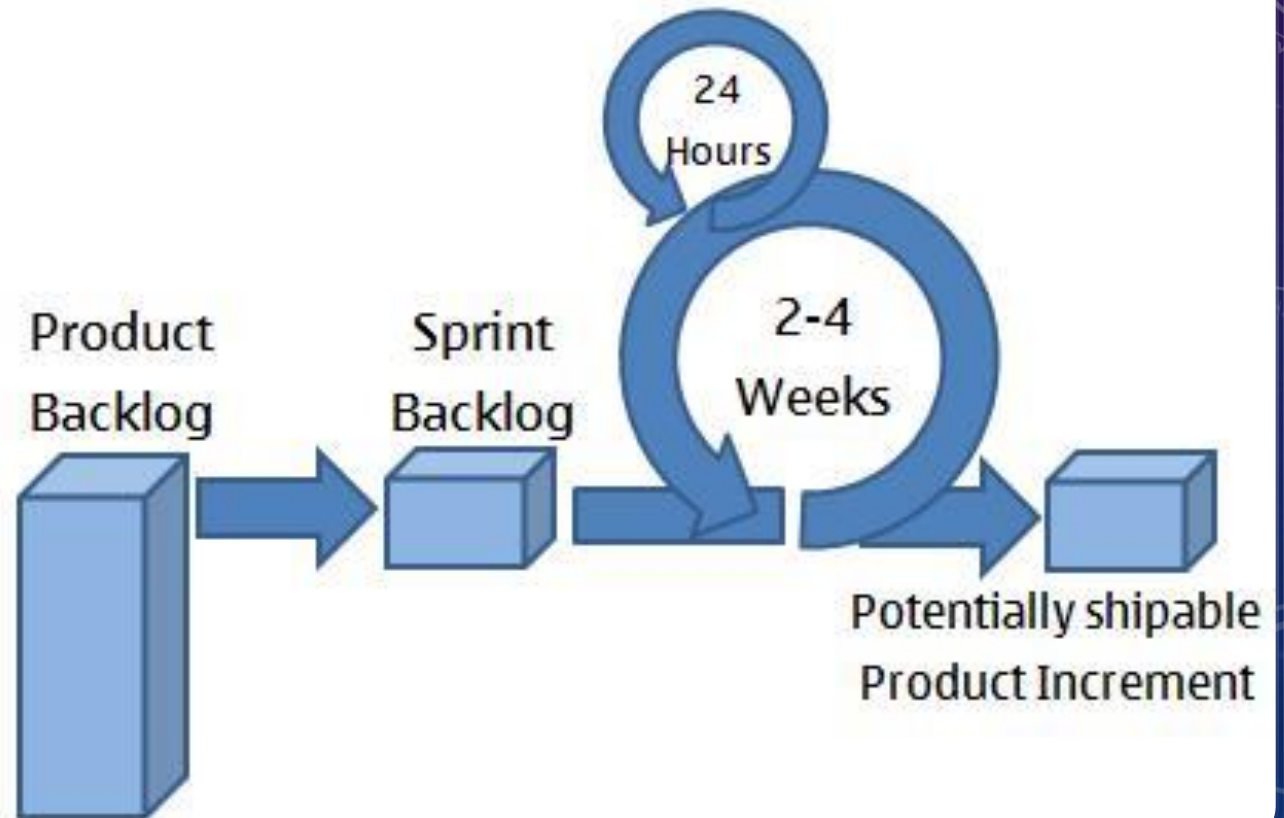 24
Hours
2-4
Weeks
Product
Backlog
Sprint
Backlog
Potentially shipable
Product Increment